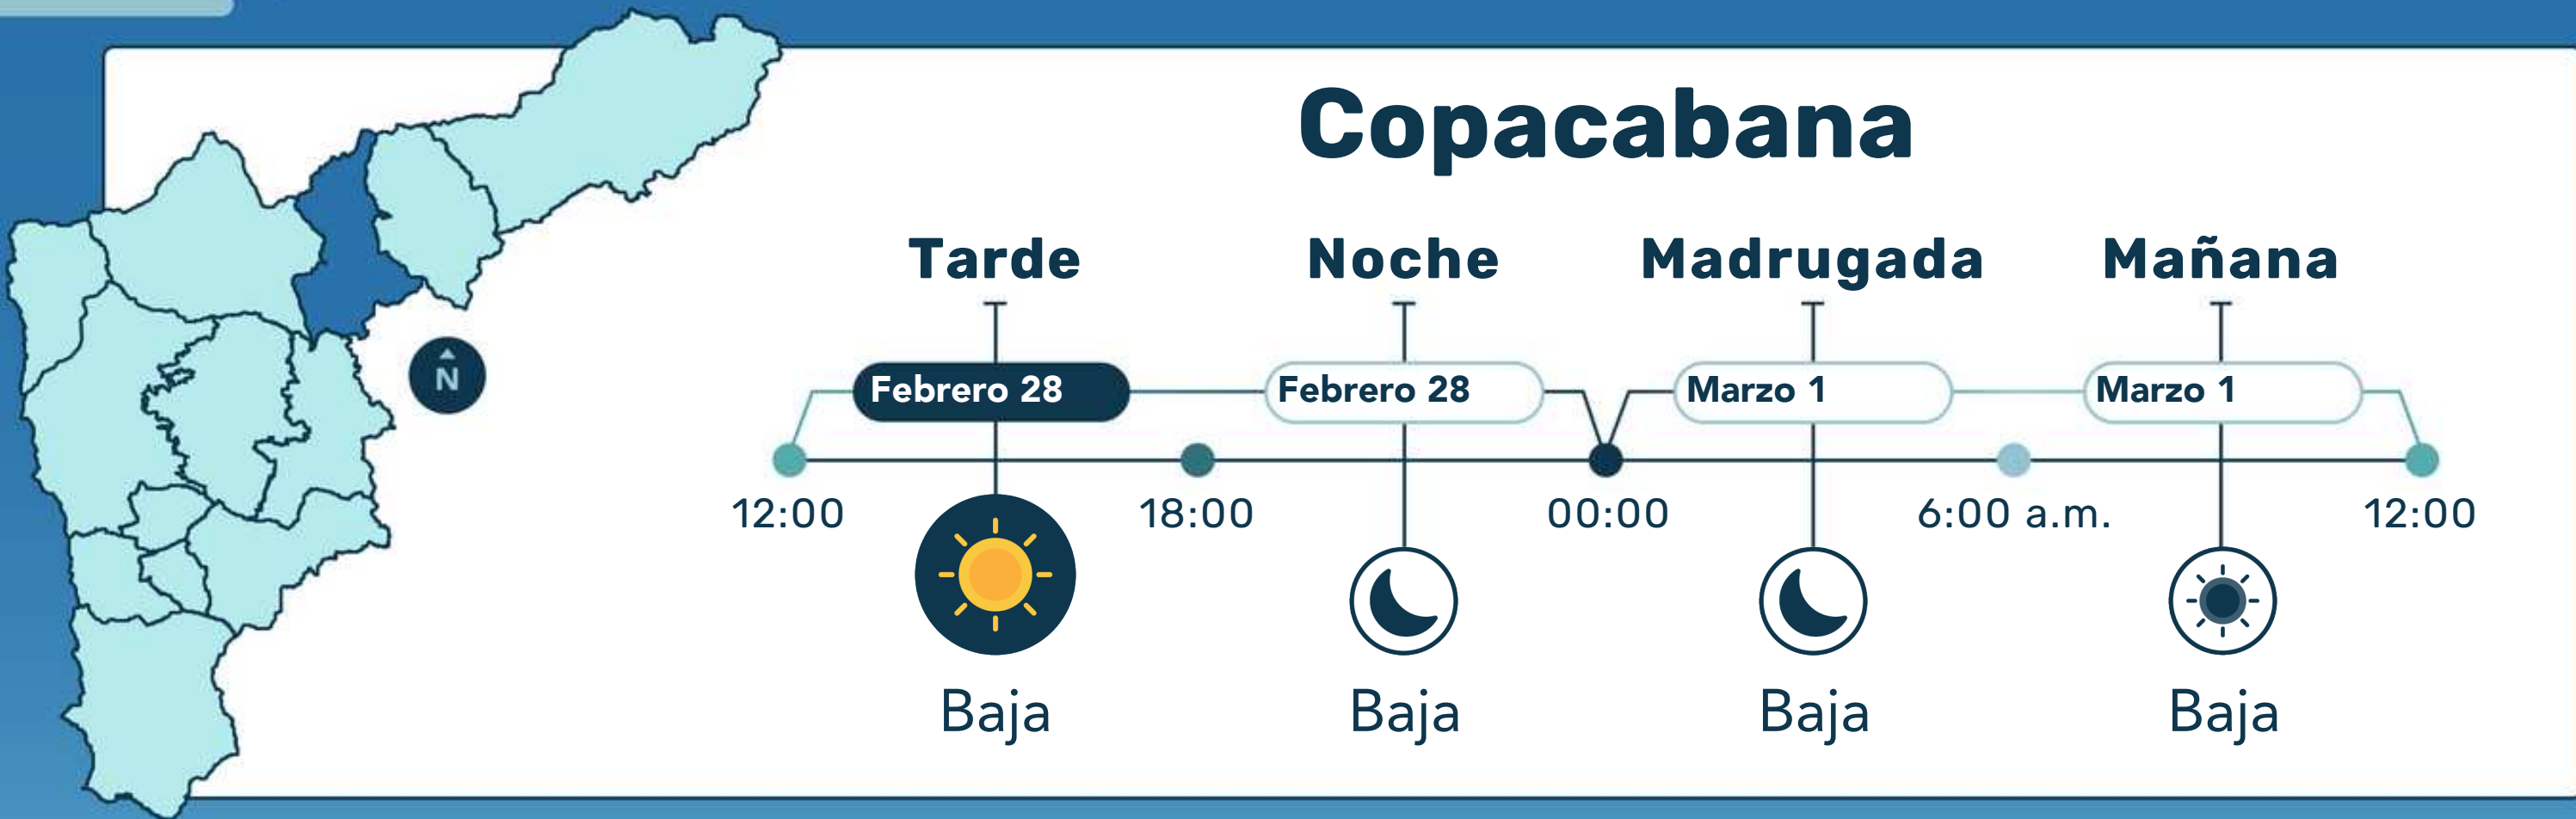 Copacabana
Tarde Noche Madrugada Mañana
Febrero 28 Febrero 28 Marzo 1 Marzo 1
N
12:00 18:00 00:00 6:00 a.m. 12:00
Baja Baja Baja Baja